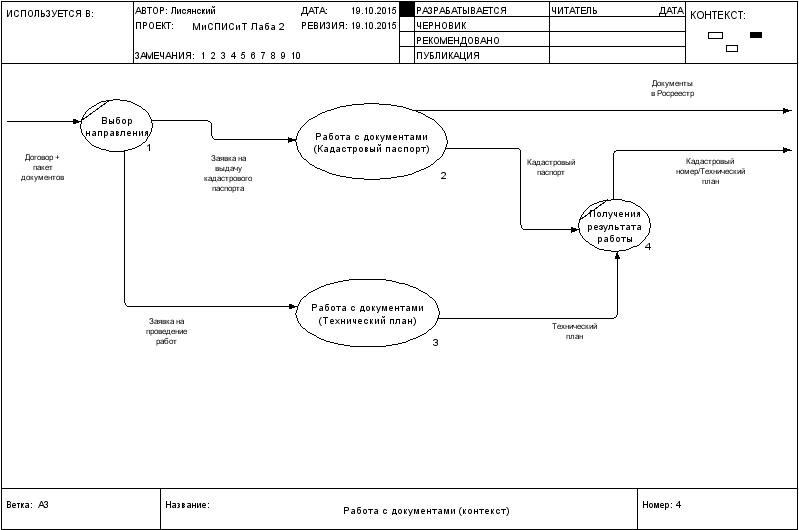 ИСПОЛЬЗУЕТСЯ В:
АВТОР: Лисянский
ДАТА: 19.10.2015
ПРОЕКТ: МиСПИСиТ Лаба 2
РЕВИЗИЯ: 19.10.2015
ЗАМЕЧАНИЯ: 1 2 3 4 5 6 7 8 9 10
РАЗРАБАТЫВАЕТСЯ
ЧЕРНОВИК
РЕКОМЕНДОВАНО
ПУБЛИКАЦИЯ
ЧИТАТЕЛЬ ДАТА
КОНТЕКСТ:
Документы
в Росреестр
Выбор
направления
1
Договор +
пакет
документов
Заявка на
выдачу
кадастрового
паспорта
Работа с документами
(Кадастровый паспорт)
2
Кадастровый
паспорт
Кадастровый
номер/Технический
план
Получения
результата
работы
4
Заявка на
проведение
работ
Работа с документами
(Технический план)
3
Технический
план
Ветка: А3
Название:
Работа с документами (контекст)
Номер: 4